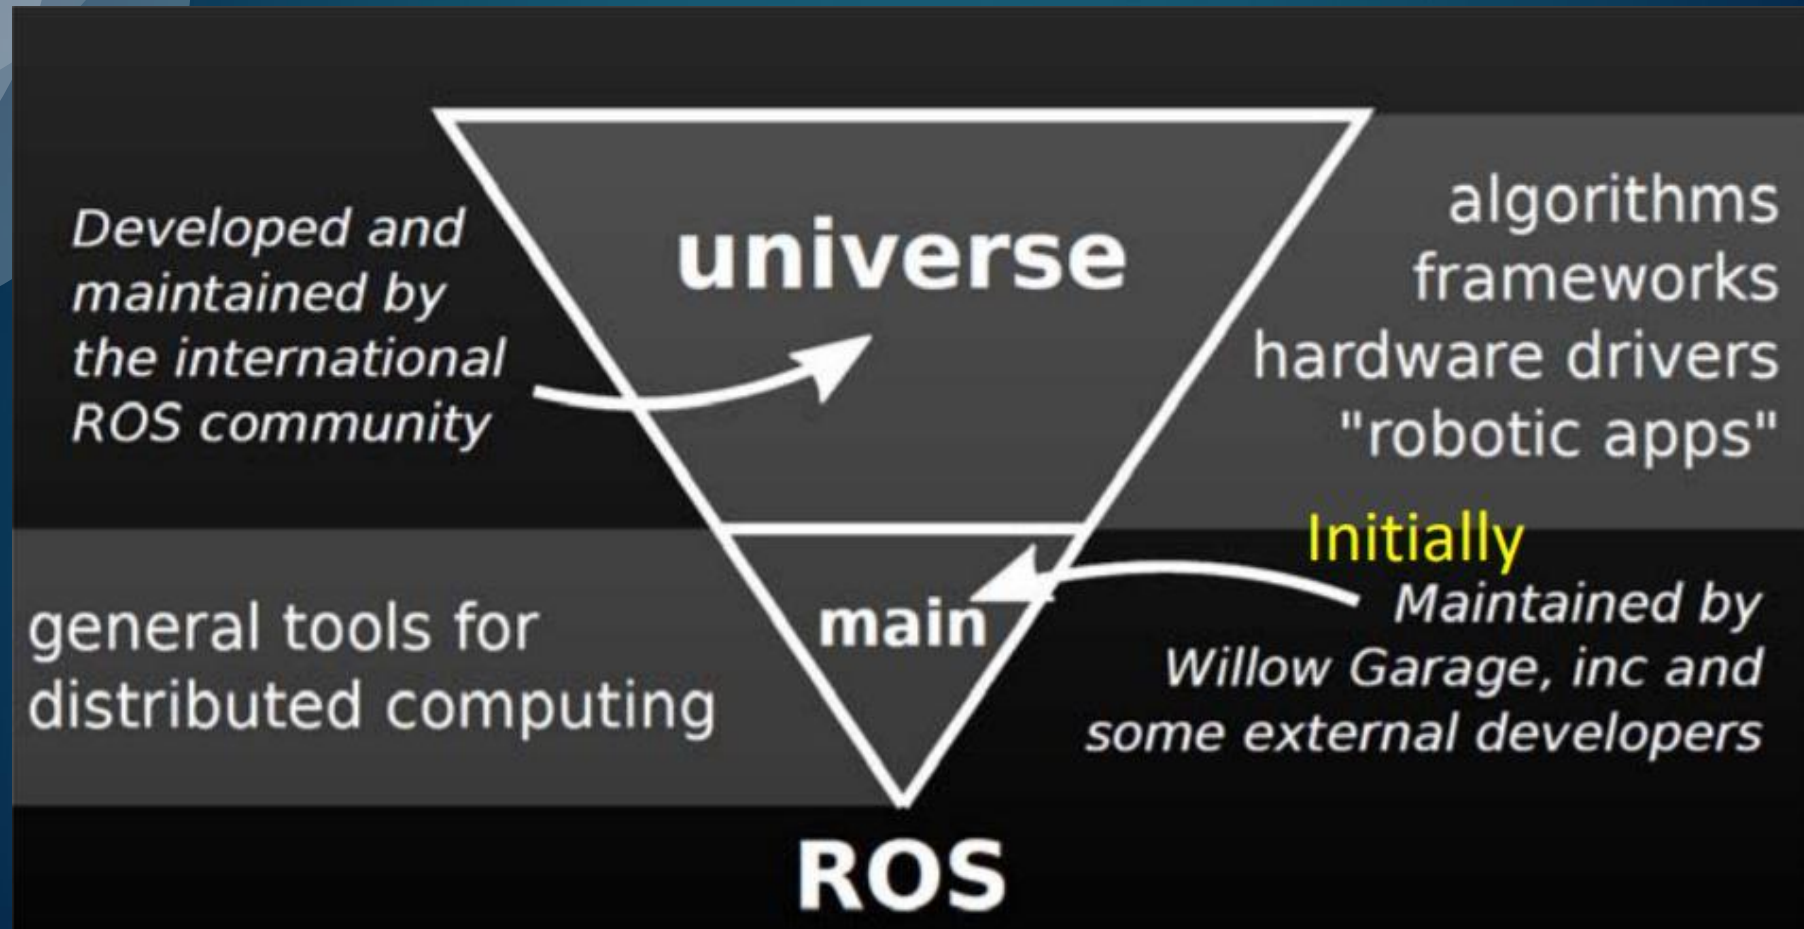 Developed and
maintained by
the international
ROS community
universe
algorithms
frameworks
hardware drivers
"robotic apps"
general tools for
distributed computing
main
Initially
Maintained by
Willow Garage, inc and
some external developers
ROS